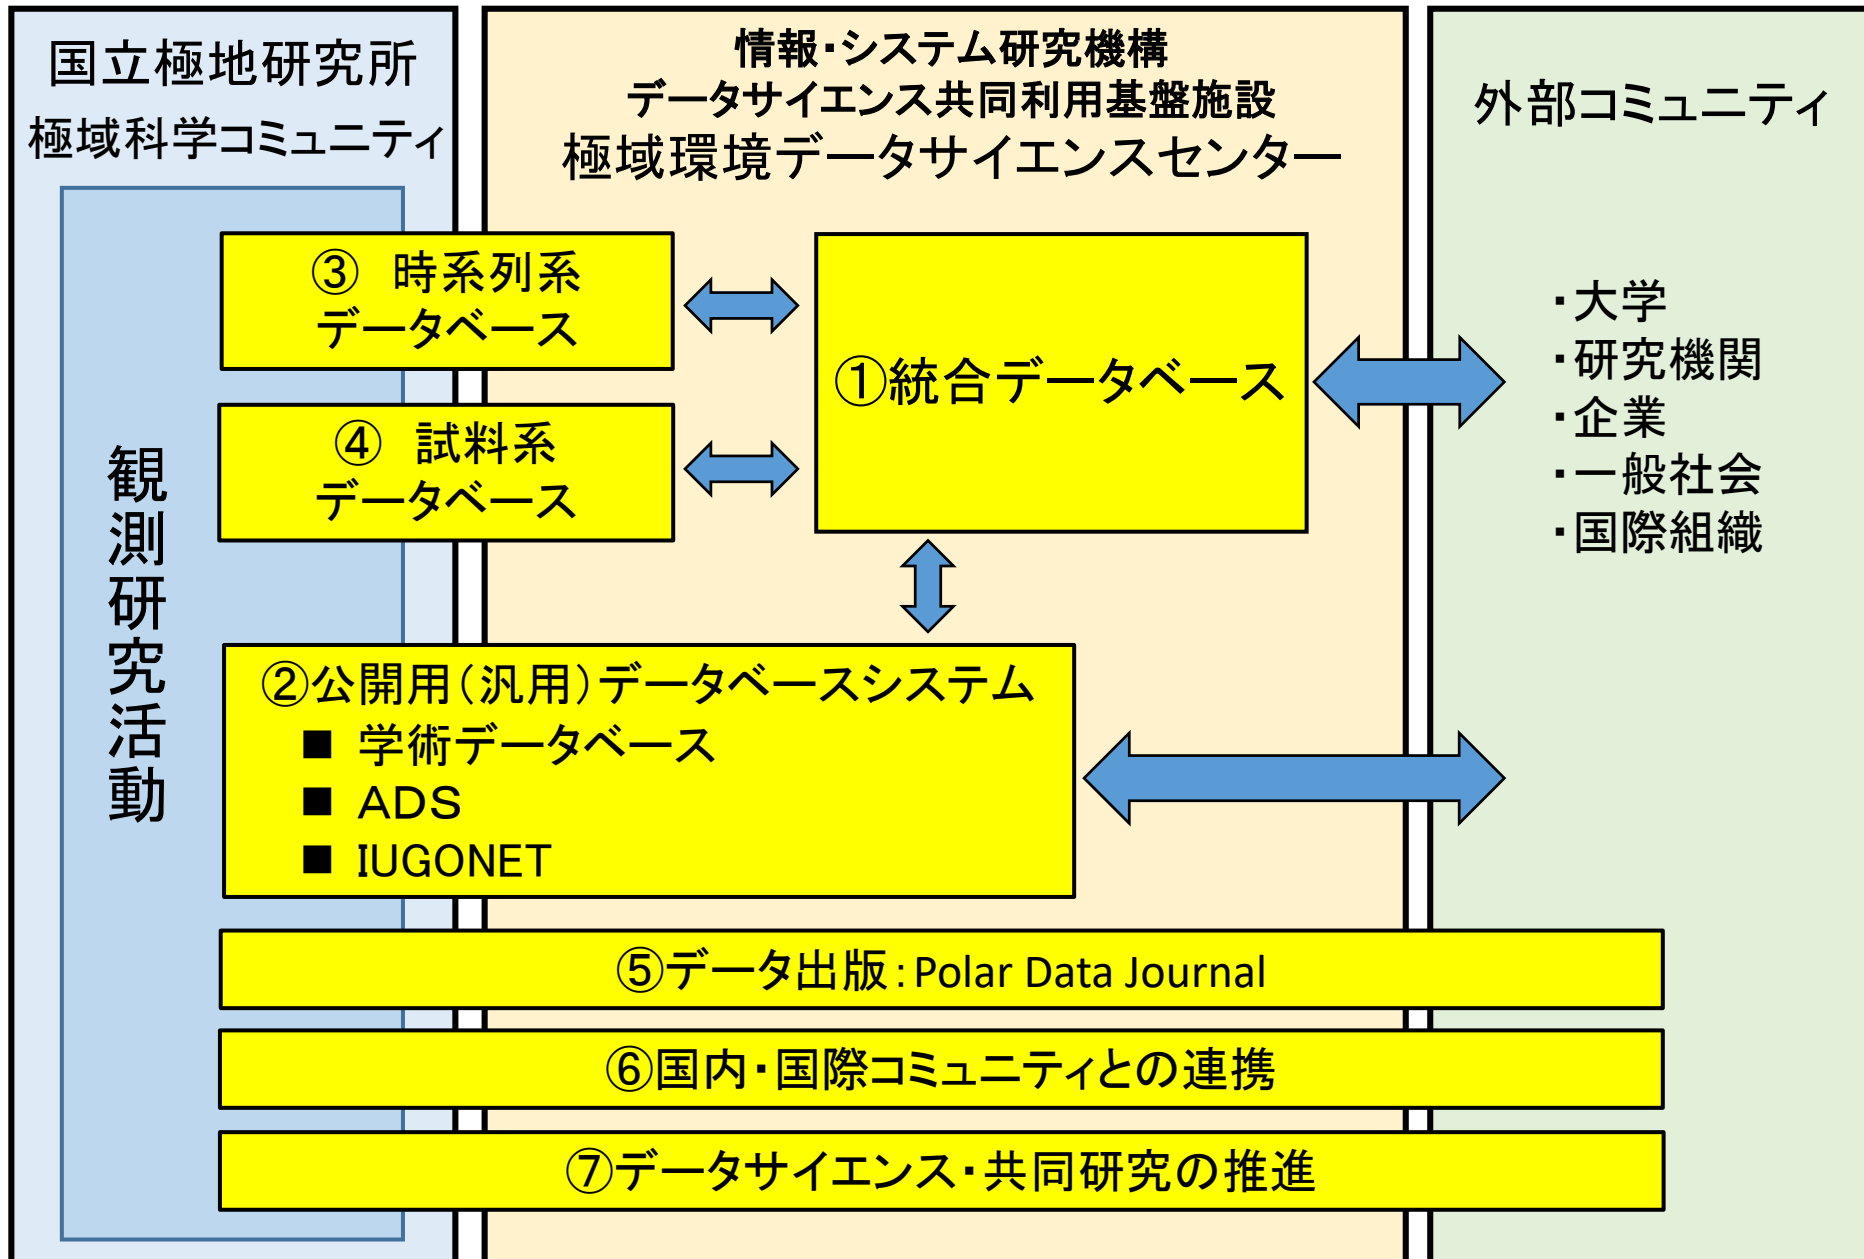 国立極地研究所
極域科学コミュニティ
観測研究活動
情報・システム研究機構
データサイエンス共同利用基盤施設
極域環境データサイエンスセンター
外部コミュニティ
③ 時系列系
データベース
④ 試料系
データベース
①統合データベース
・大学
・研究機関
・企業
・一般社会
・国際組織
②公開用(汎用)データベースシステム
■ 学術データベース
■ ADS
■ IUGONET
⑤データ出版:Polar Data Journal
⑥国内・国際コミュニティとの連携
⑦データサイエンス・共同研究の推進